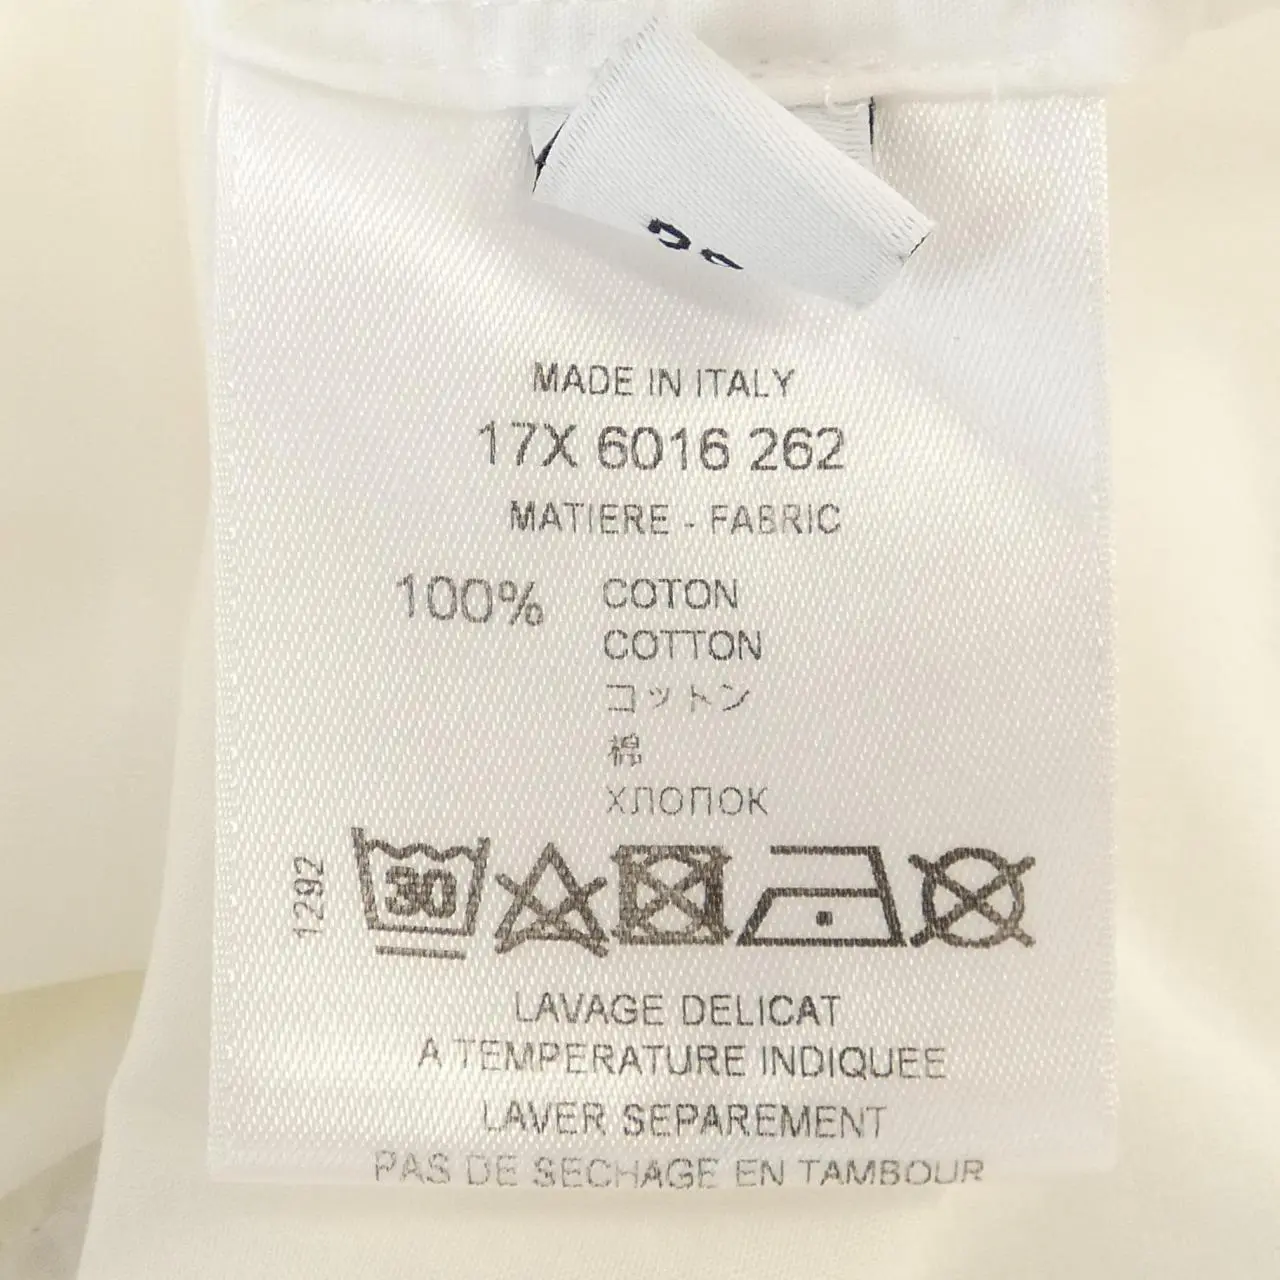 MADE IN ITALY
17X 6016 262
MATIERE - FABRIC
100% COTON
COTTON
コットン
棉
ХЛОПОК
1292
30
LAVAGE DELICAT
A TEMPERATURE INDIQUEE
LAVER SEPAREMENT
PAS DE SECHAGE EN TAMBOUR